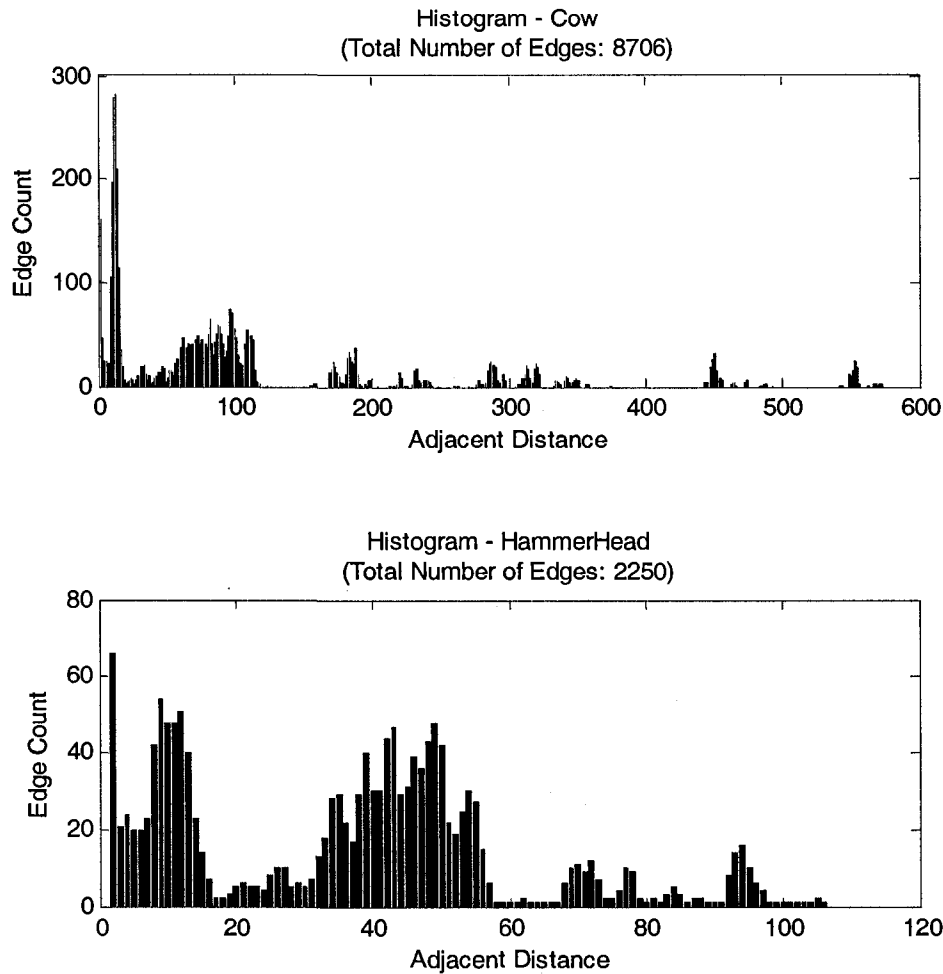 Histogram - Cow
(Total Number of Edges: 8706)
300
200
100
0
Edge Count
0 100 200 300 400 500 600
Adjacent Distance
Histogram - HammerHead
(Total Number of Edges: 2250)
80
60
40
20
0
Edge Count
0 20 40 60 80 100 120
Adjacent Distance